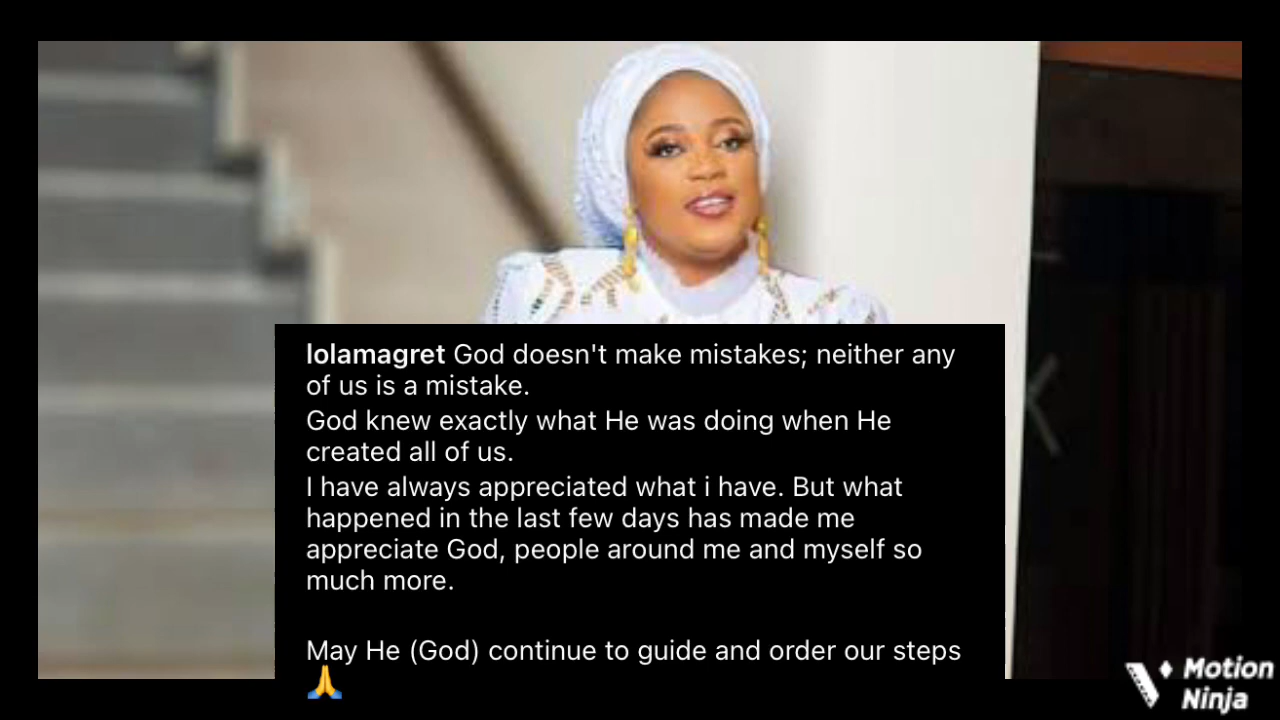 lolamagret God doesn't make mistakes; neither any
of us is a mistake.
God knew exactly what He was doing when He
created all of us.
I have always appreciated what i have. But what
happened in the last few days has made me
appreciate God, people around me and myself so
much more.
May He (God) continue to guide and order our steps
🙏
Motion
Ninja